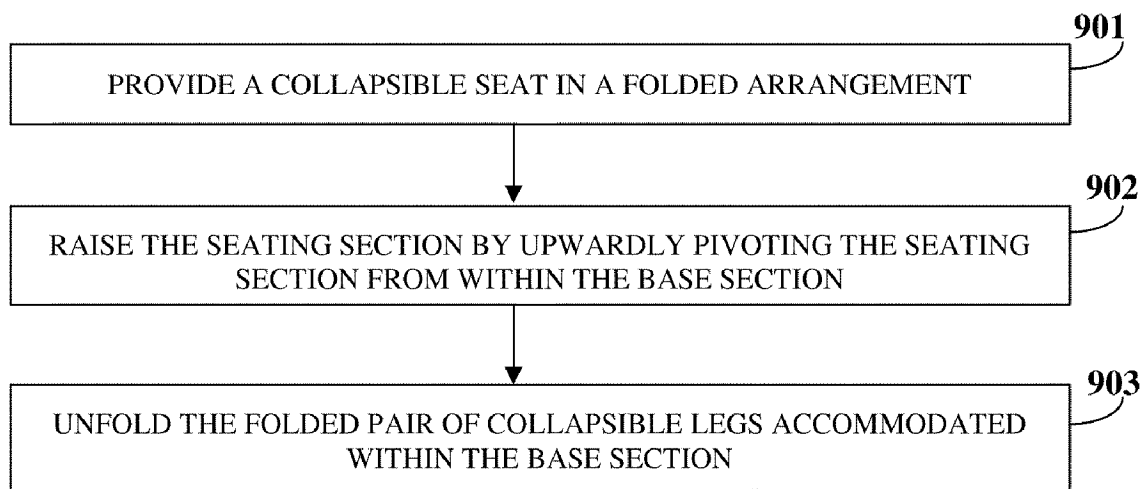 901
PROVIDE A COLLAPSIBLE SEAT IN A FOLDED ARRANGEMENT
902
RAISE THE SEATING SECTION BY UPWARDLY PIVOTING THE SEATING
SECTION FROM WITHIN THE BASE SECTION
903
UNFOLD THE FOLDED PAIR OF COLLAPSIBLE LEGS ACCOMMODATED
WITHIN THE BASE SECTION